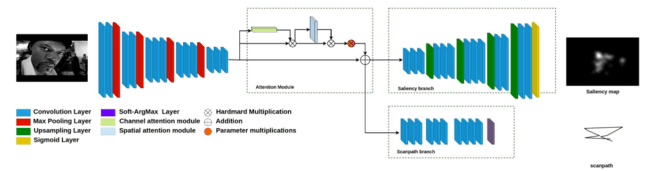 Attention Module
Saliency branch
Saliency map
Convolution Layer
Max Pooling Layer
Upsampling Layer
Sigmoid Layer
Soft-ArgMax Layer
Channel attention module
Spatial attention module
Hardmard Multiplication
Addition
Parameter multiplications
Scanpath branch
scanpath